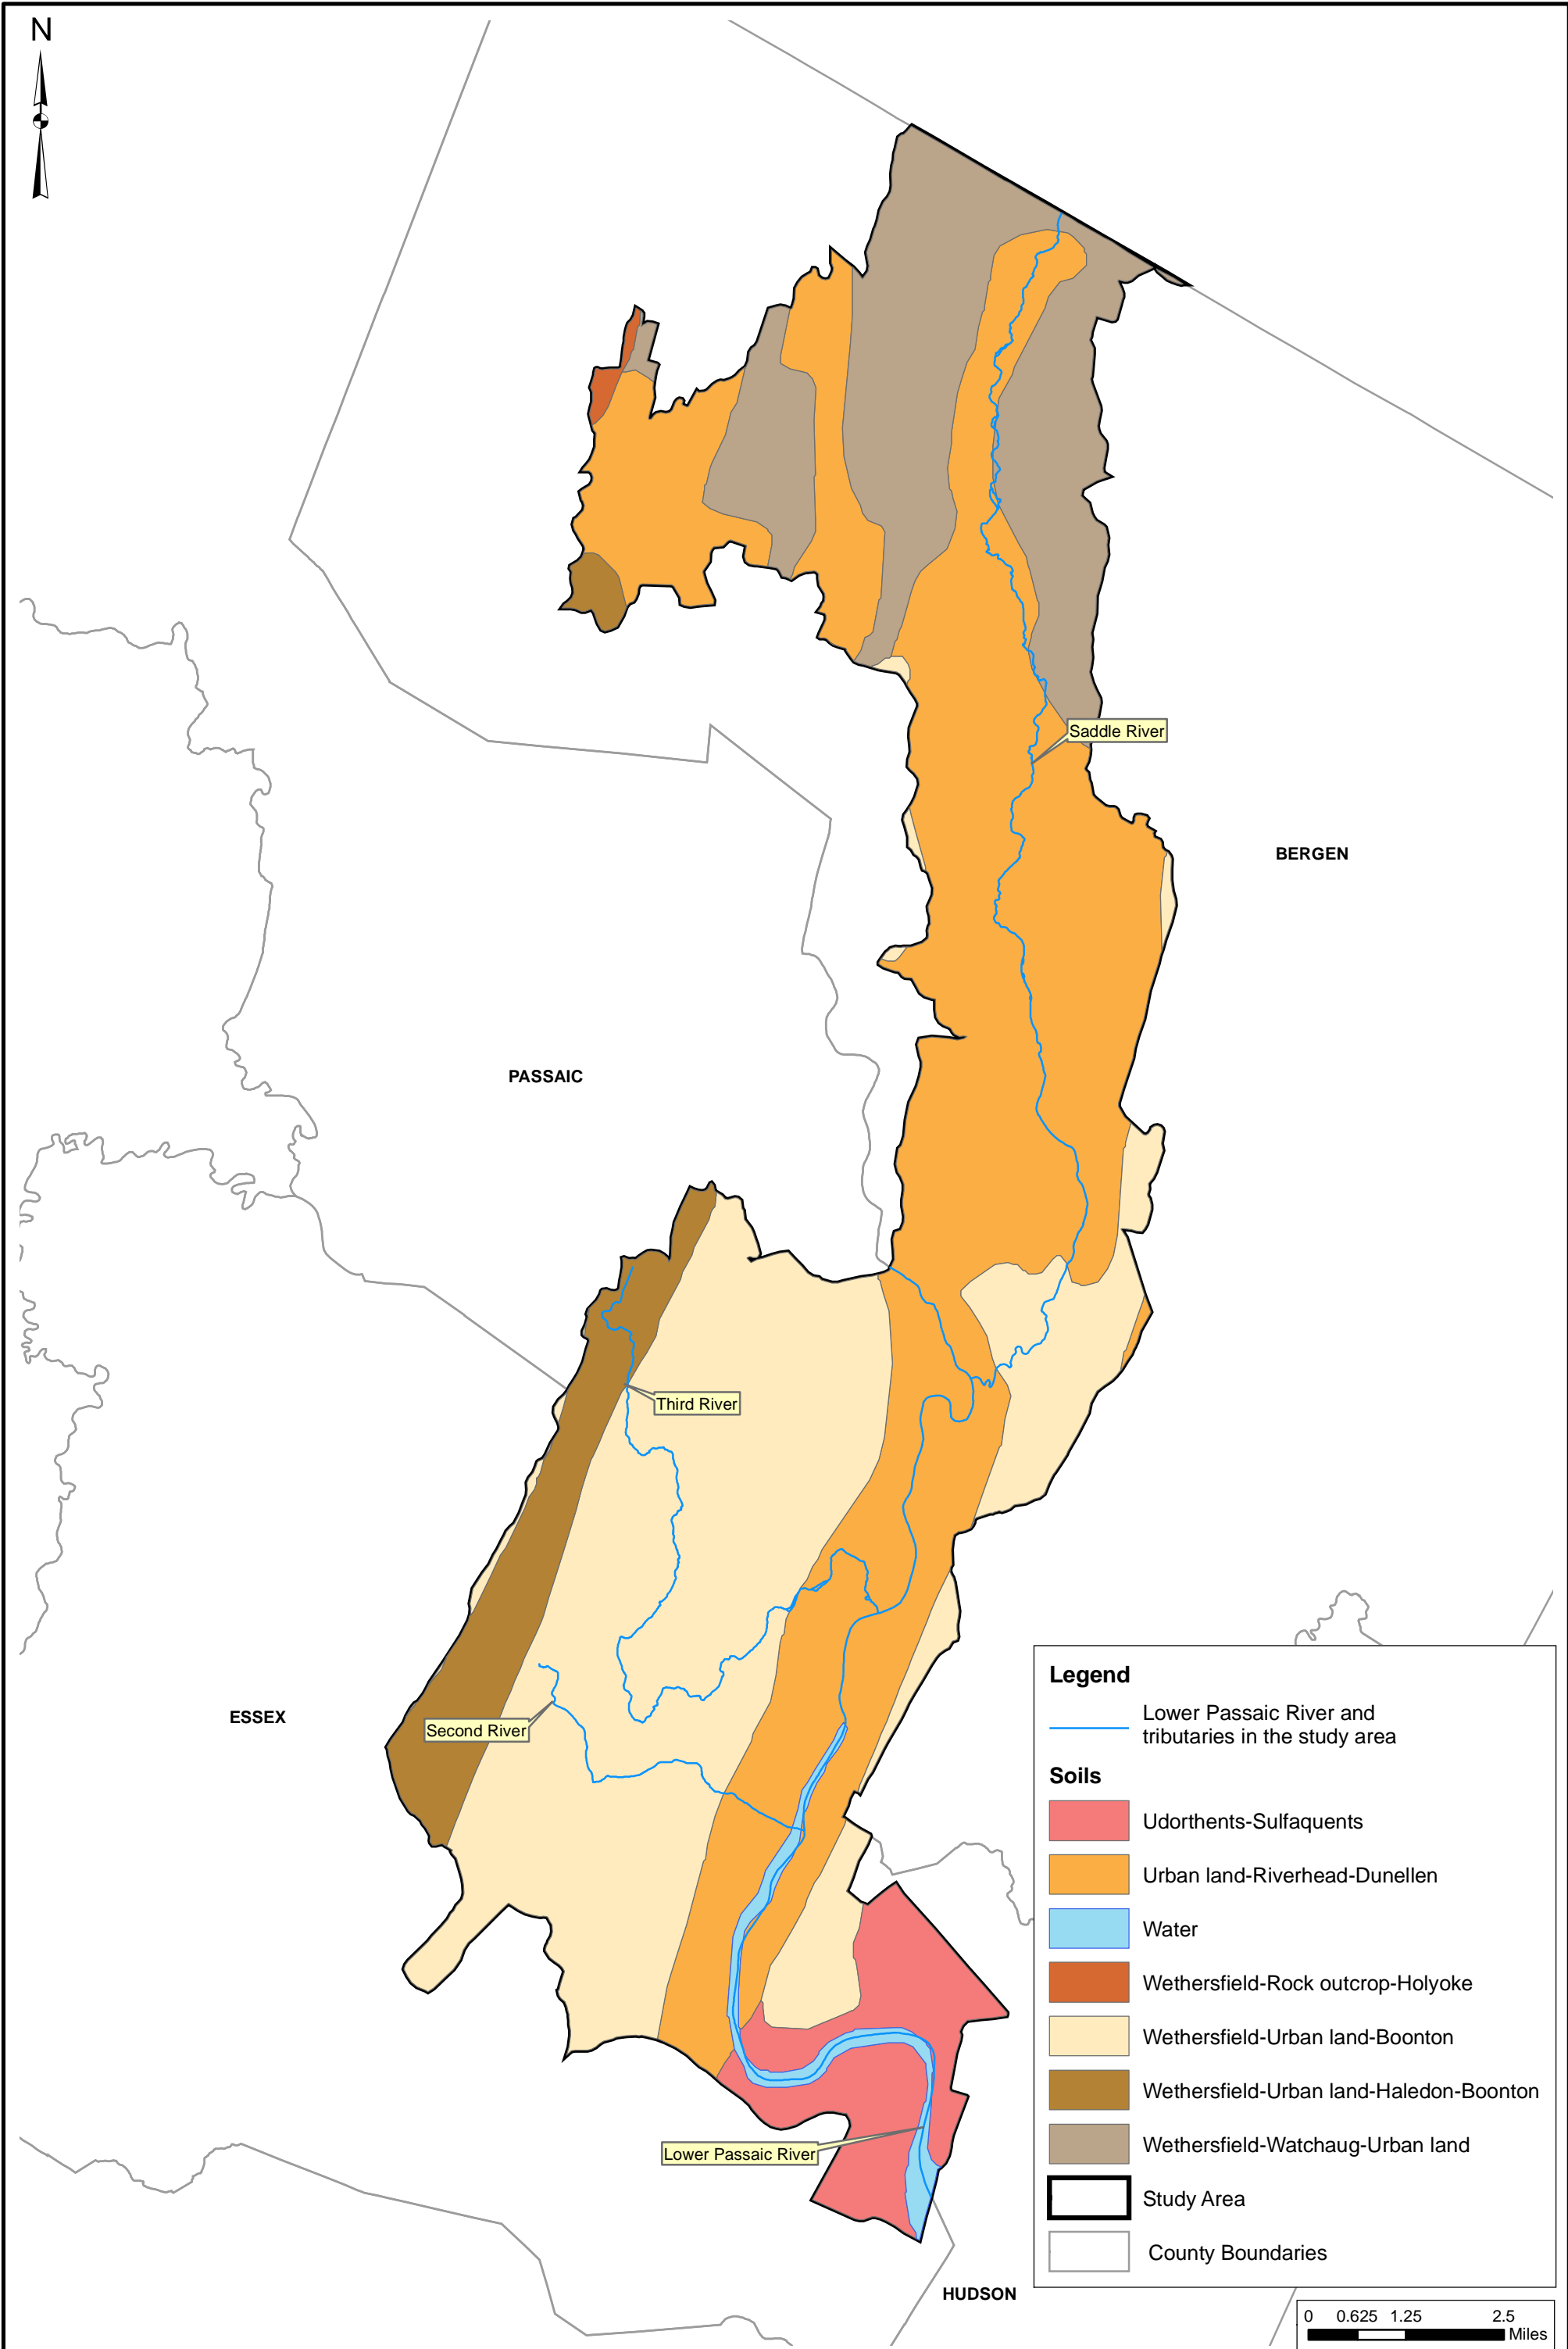 N
Saddle River
BERGEN
PASSAIC
Third River
ESSEX
Second River
Lower Passaic River
HUDSON
Legend
Lower Passaic River and
tributaries in the study area
Soils
Udorthents-Sulfaquents
Urban land-Riverhead-Dunellen
Water
Wethersfield-Rock outcrop-Holyoke
Wethersfield-Urban land-Boonton
Wethersfield-Urban land-Haledon-Boonton
Wethersfield-Watchaug-Urban land
Study Area
County Boundaries
0 0.625 1.25 2.5
Miles